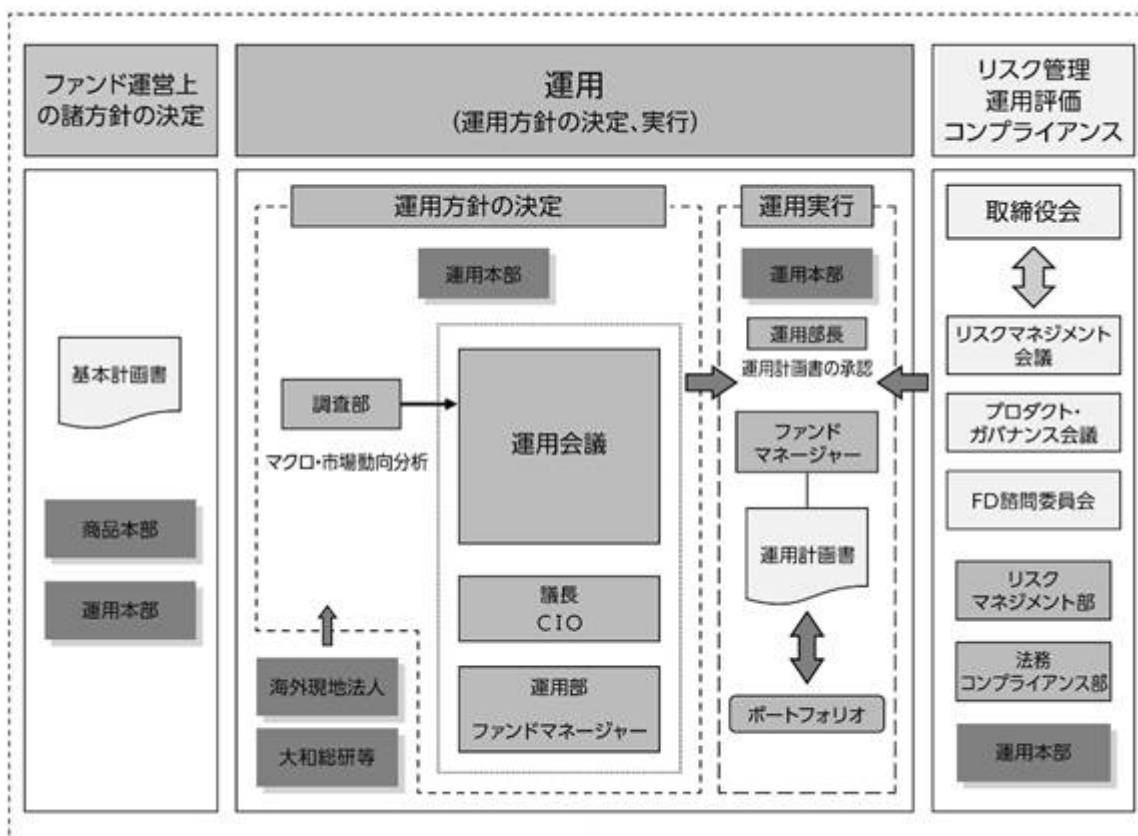 ファンド運営上
の諸方針の決定
運用
(運用方針の決定、実行)
リスク管理
運用評価
コンプライアンス
基本計画書
商品本部
運用本部
運用方針の決定
運用本部
調査部
マクロ・市場動向分析
運用会議
議長
CIO
運用部
ファンドマネージャー
海外現地法人
大和総研等
運用実行
運用本部
運用部長
運用計画書の承認
ファンド
マネージャー
運用計画書
ポートフォリオ
取締役会
リスクマネジメント
会議
プロダクト・
ガバナンス会議
FD諮問委員会
リスク
マネジメント部
法務
コンプライアンス部
運用本部